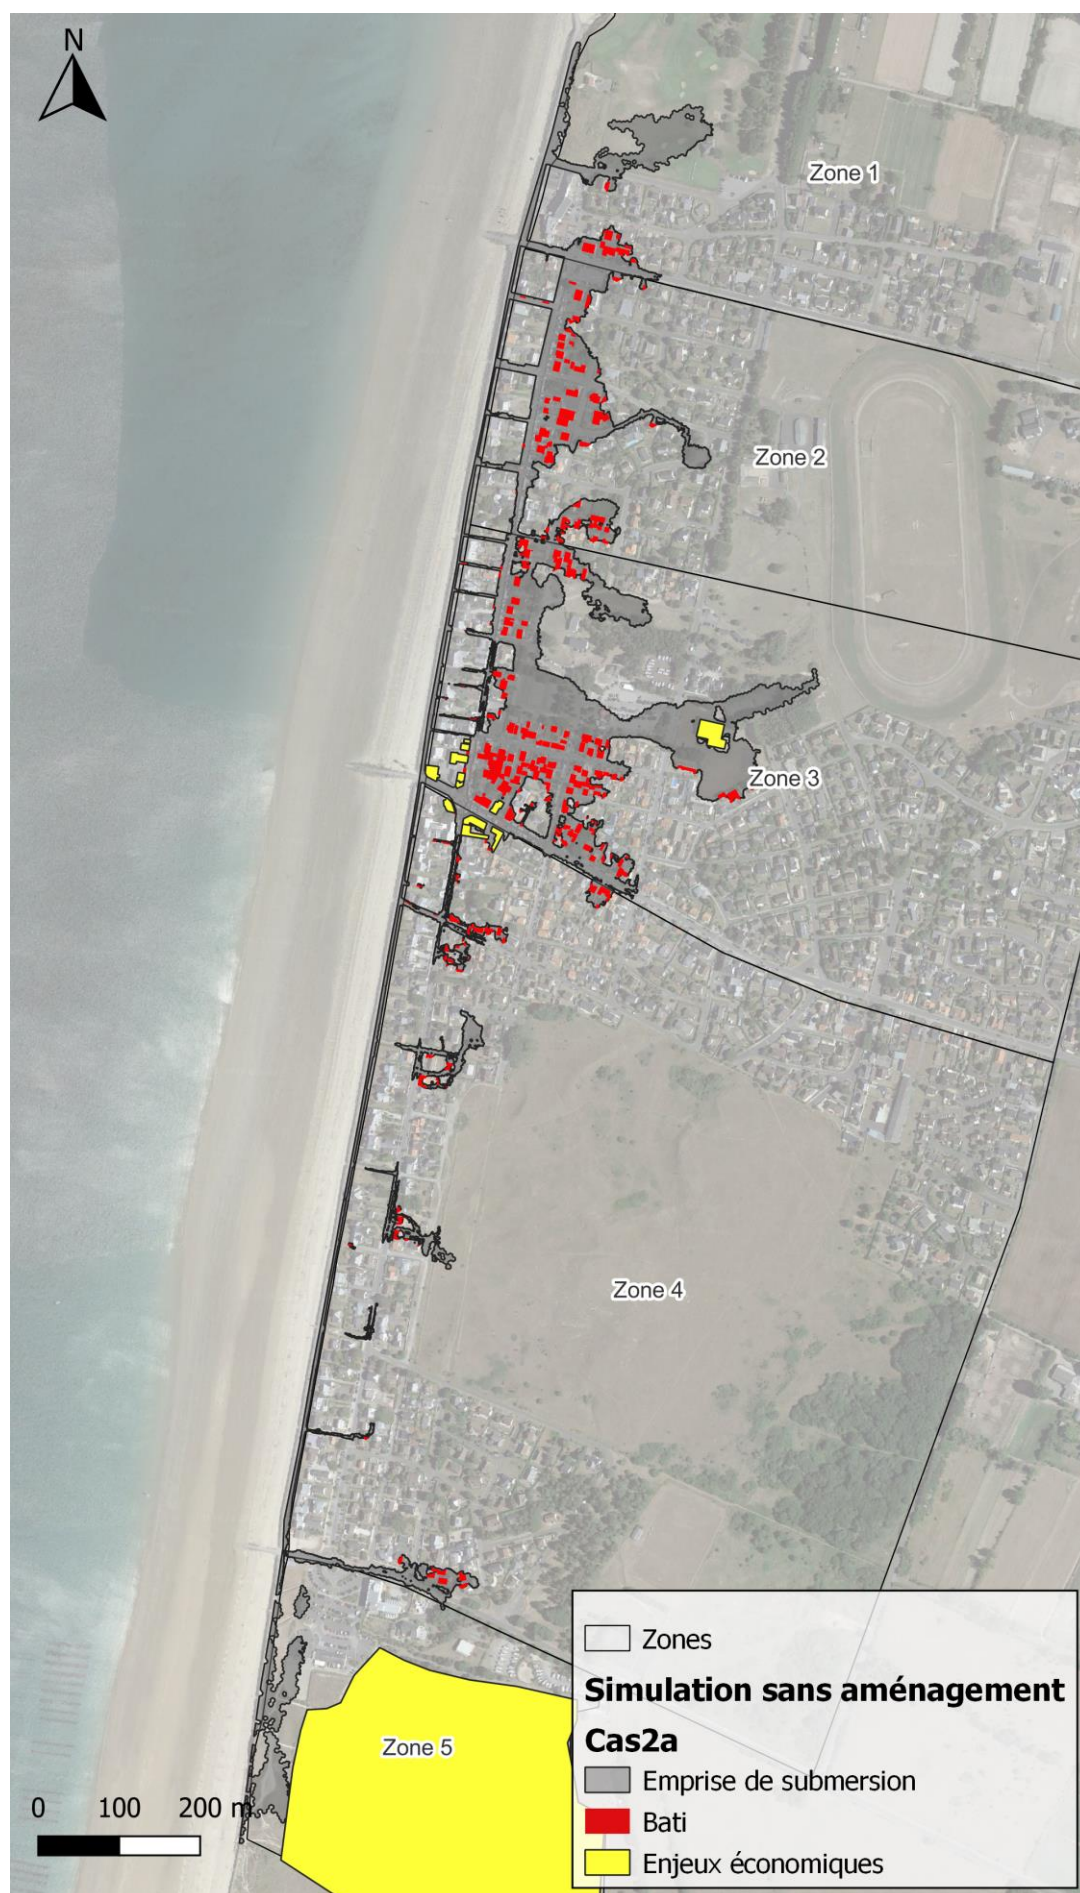 N
Zone 1
Zone 2
Zone 3
Zone 4
Zone 5
0 100 200 m
Zones
Simulation sans aménagement
Cas2a
Emprise de submersion
Bati
Enjeux économiques